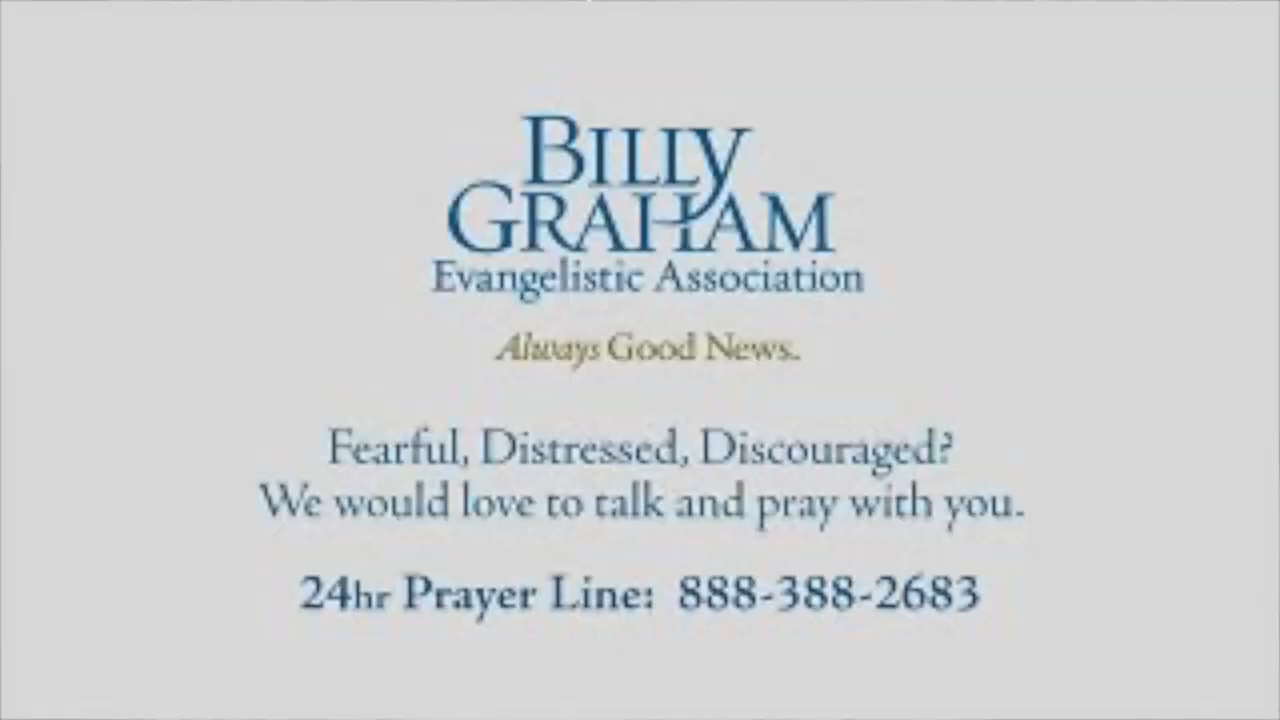 BILLY
GRAHAM
Evangelistic Association
Always Good News.
Fearful, Distressed, Discouraged?
We would love to talk and pray with you.
24hr Prayer Line: 888-388-2683